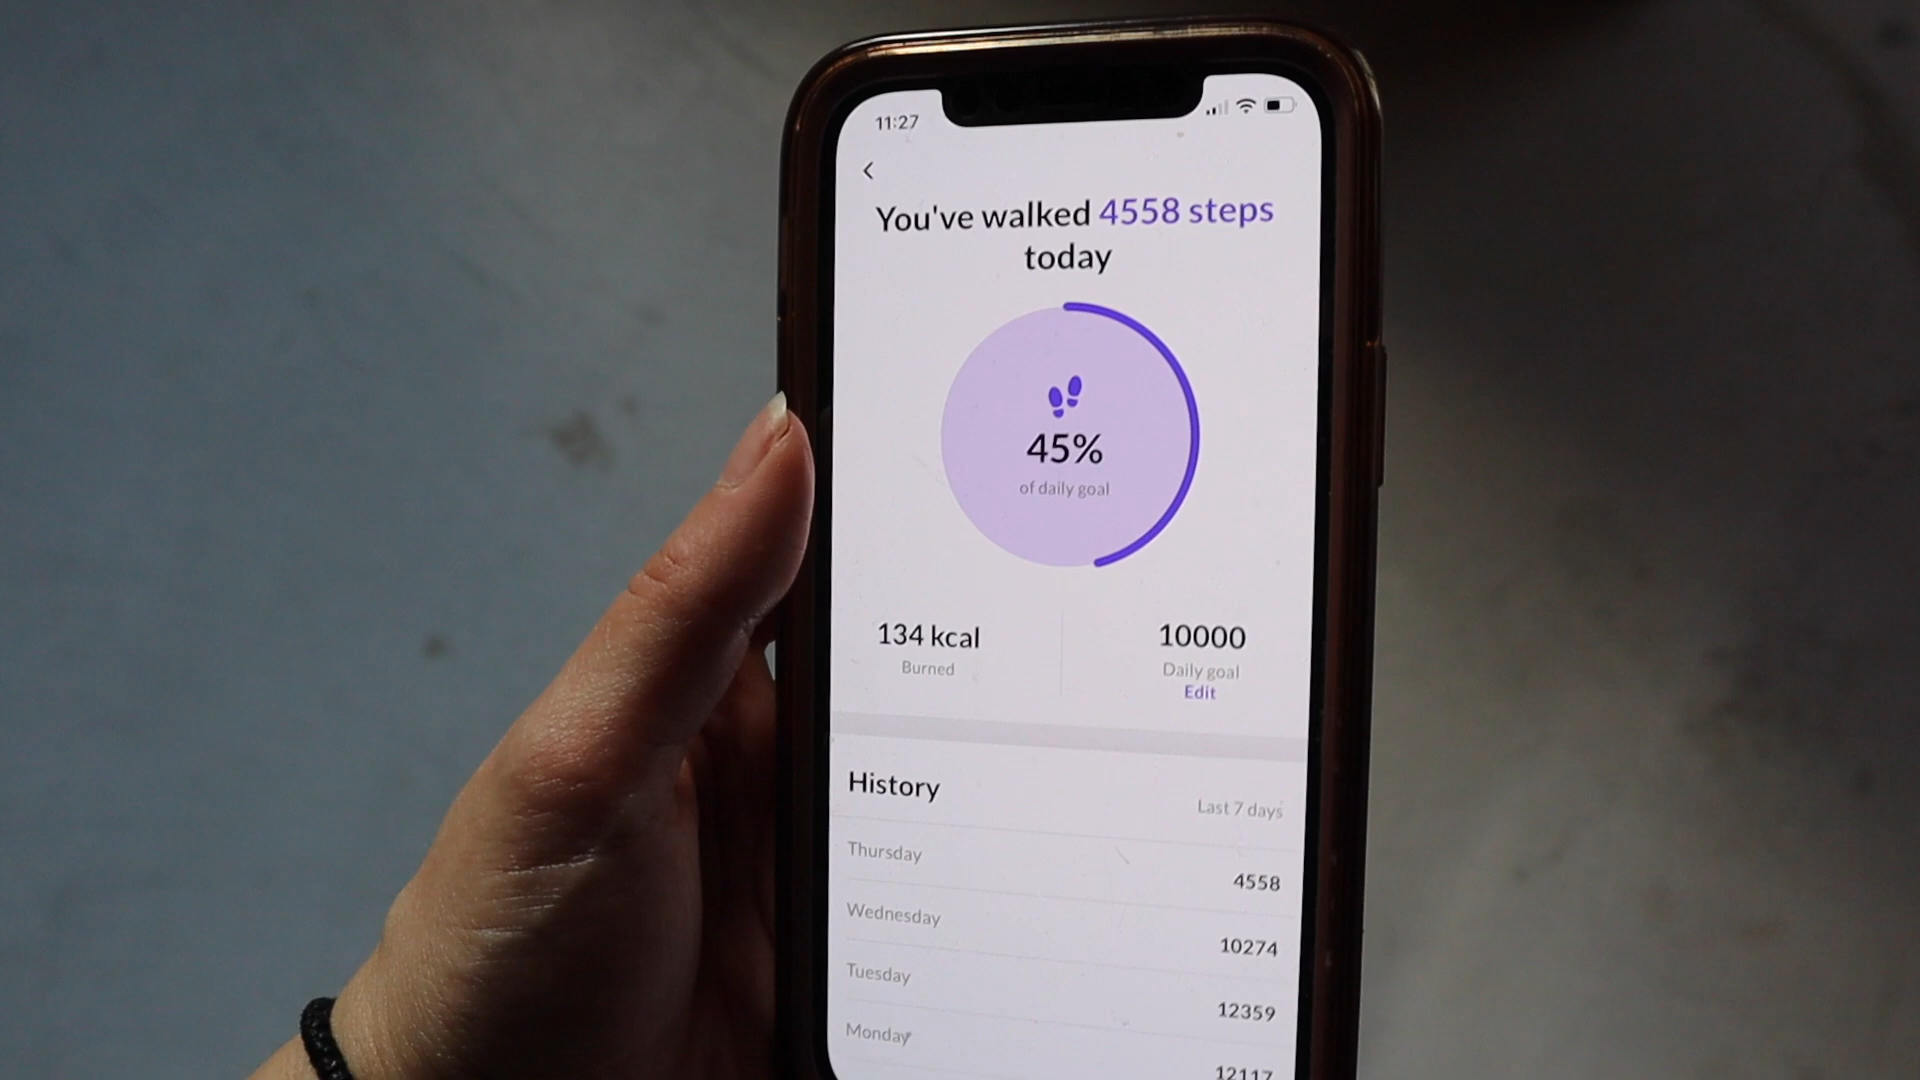 11:27
You've walked 4558 steps
today
45%
of daily goal
134 kcal
Burned
10000
Daily goal
Edit
History
Last 7 days
Thursday
4558
Wednesday
10274
Tuesday
12359
Monday
12117